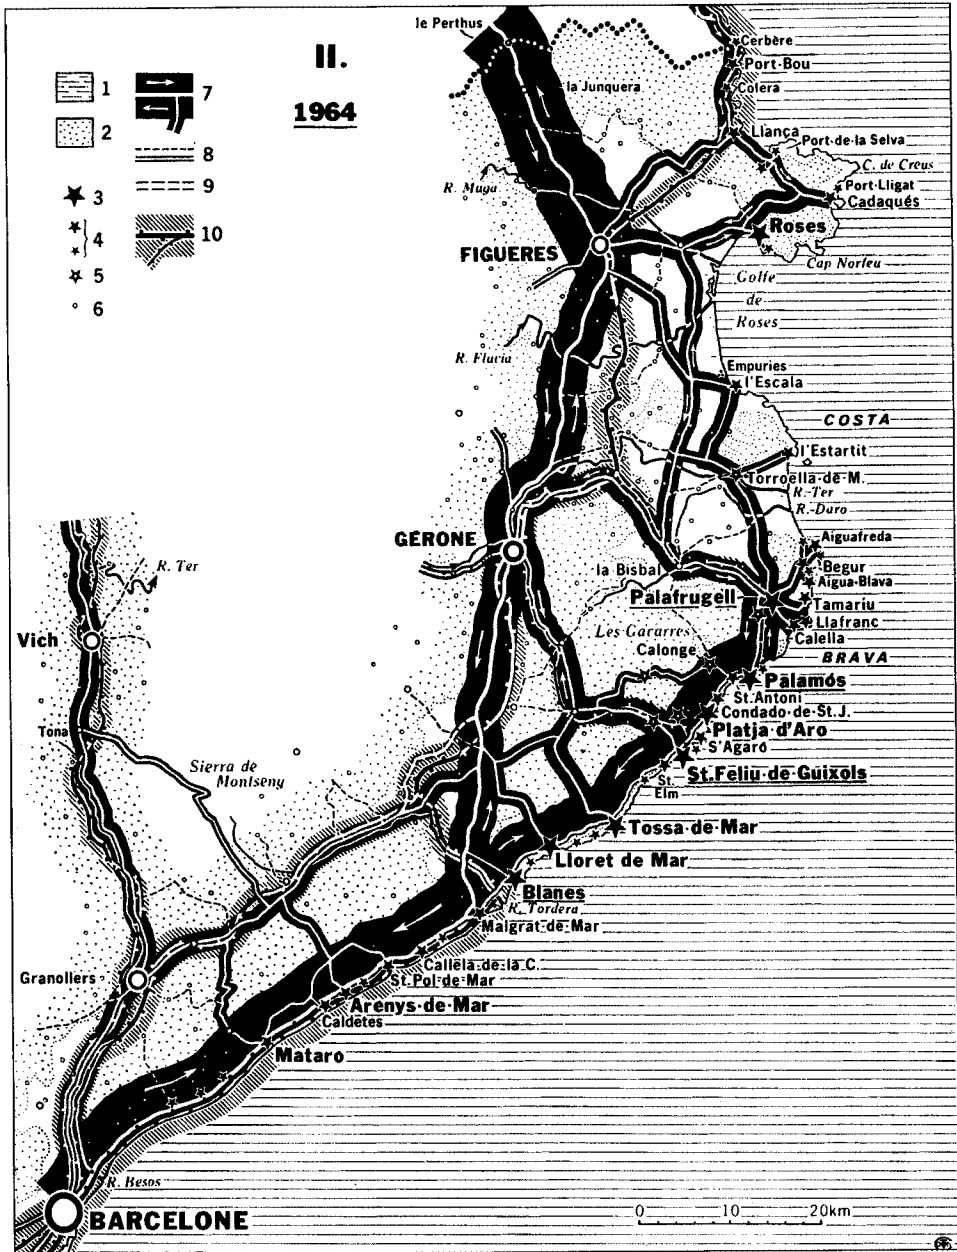 II.
1964
1
2
3
4
5
6
7
8
9
10
le Perthus
Cerbère
Port-Bou
la Junquera
Colera
Llança
Port-de-la Selva
C. de Creus
R. Muga
Port-Lligat
Cadaqués
Roses
FIGUERES
Cap Norfeu
Golfe
de
Roses
R. Fluvia
Empuries
l'Escala
COSTA
l'Estartit
Torroella-de-M.
R.-Ter
R.-Daro
GÉRONE
Aiguafreda
R. Ter
la Bisbal
Begur
Aigua-Blava
Palafrugell
Tamariu
Llafranc
Vich
Les Gacarres
Calella
Calonge
BRAVA
Palamós
St.Antoni
Condado-de-St.J.
Tona
Platja d'Aro
S'Agaro
Sierra de
Montseny
St.Feliu-de-Guixols
St.
Elm
Tossa-de-Mar
Lloret de Mar
Blanes
R. Tordera
Malgrat-de-Mar
Granollers
Callela-de-la C.
St.Pol-de-Mar
Arenys-de-Mar
Caldetes
Mataro
R. Besos
BARCELONE
0 10 20km